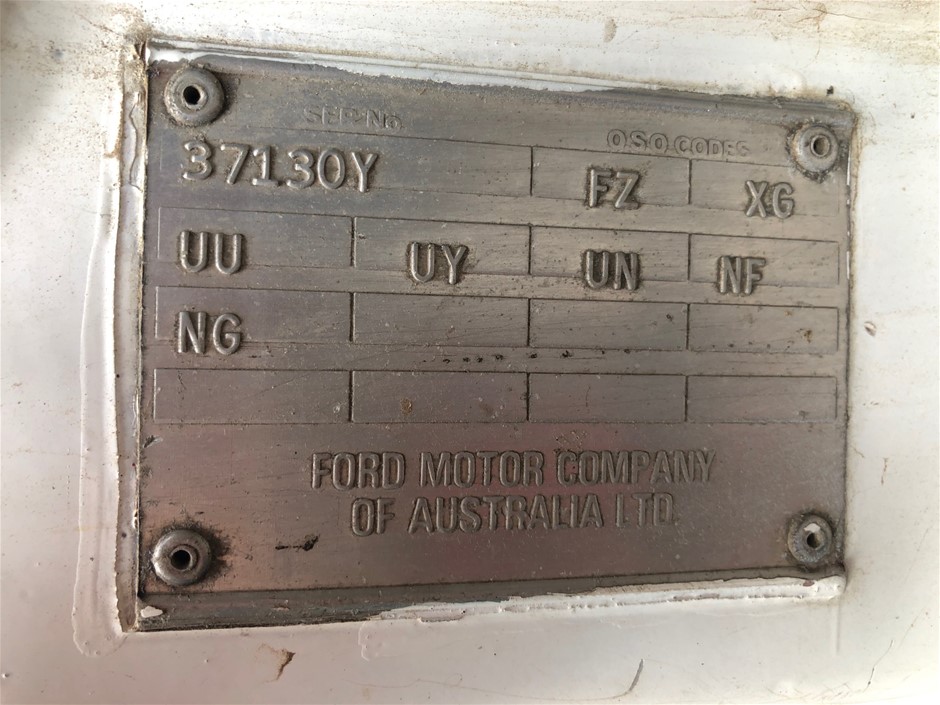 SER No. OSO CODES
37130Y FZ XG
UU UY UN NF
NG
FORD MOTOR COMPANY
OF AUSTRALIA LTD.